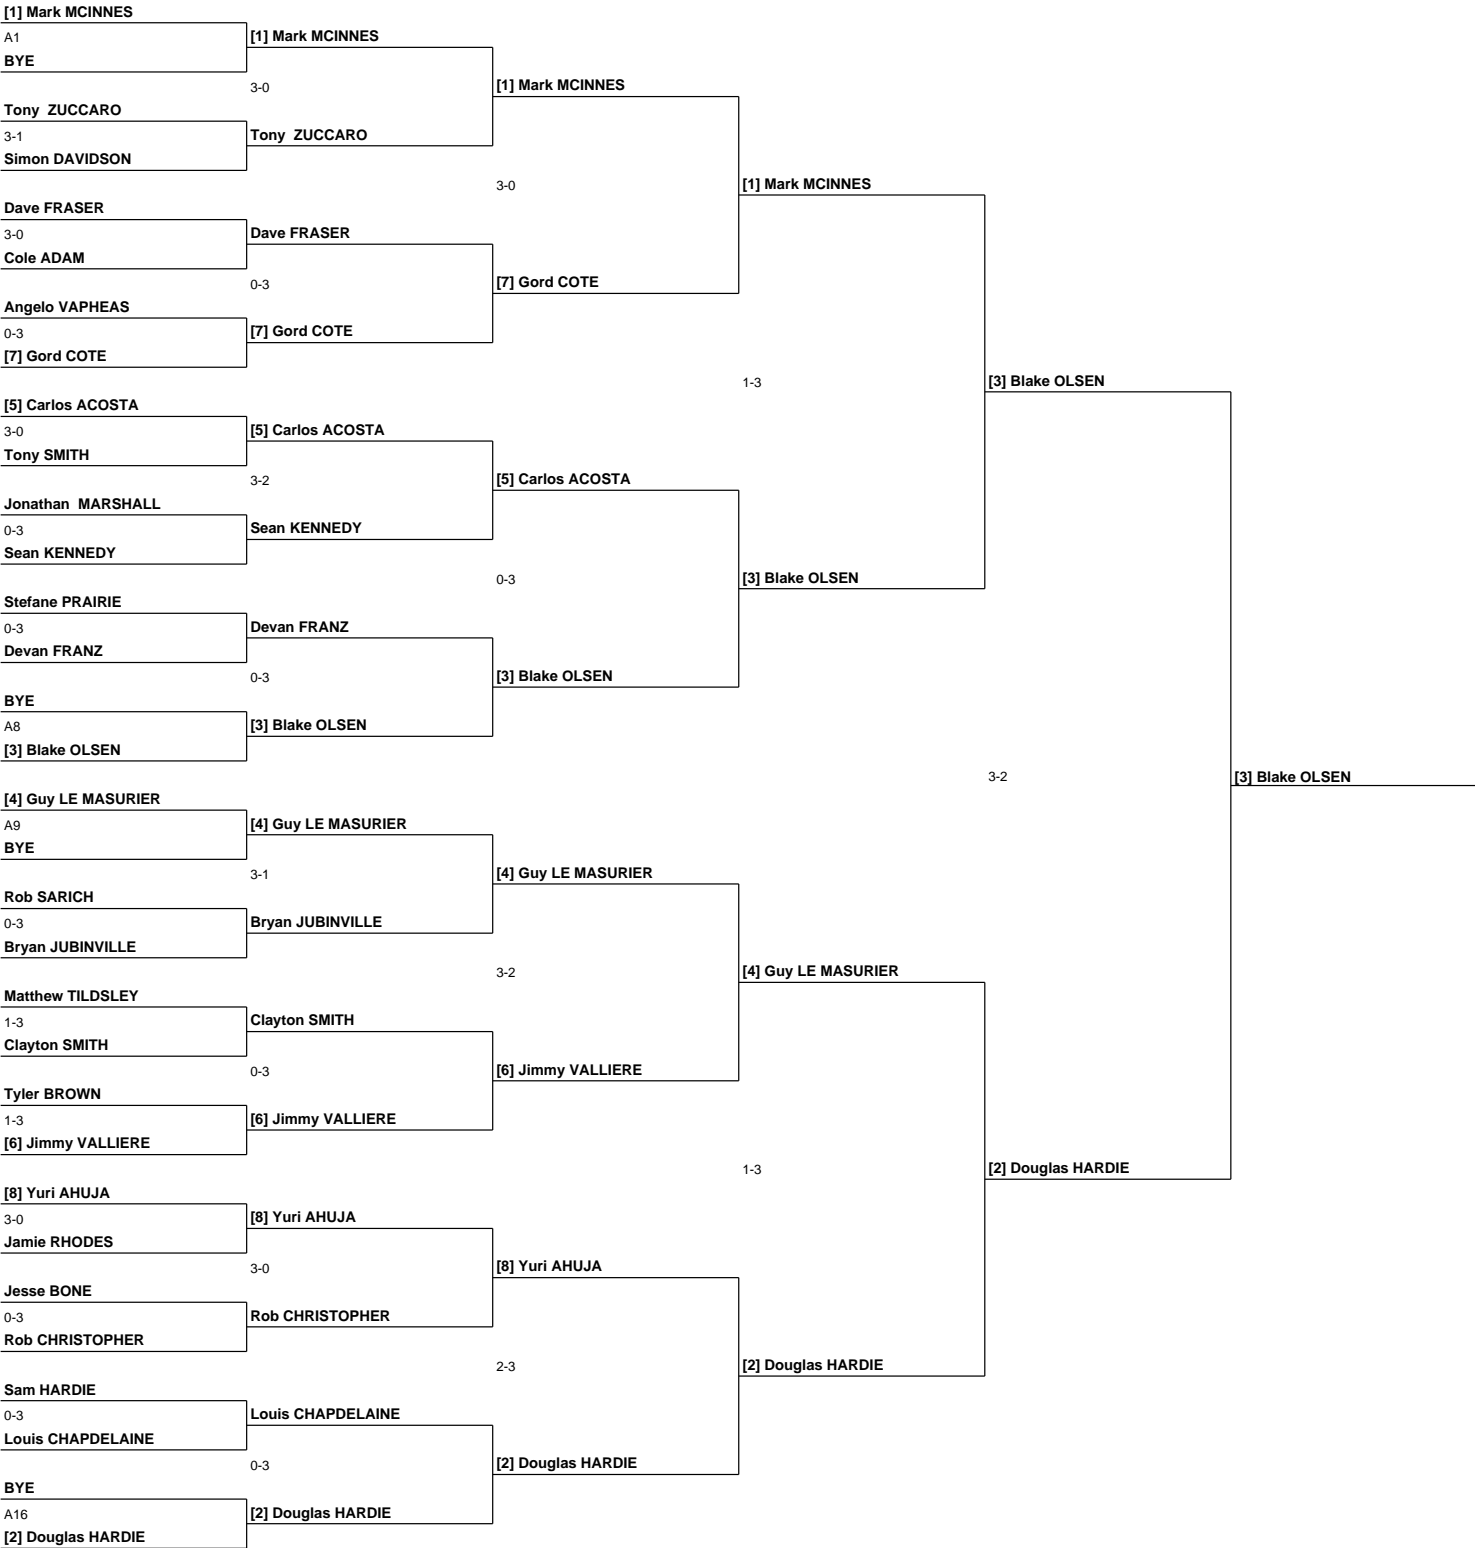 [1] Mark MCINNES
A1
BYE
Tony  ZUCCARO
3-1
Simon DAVIDSON
Dave FRASER
3-0
Cole ADAM
Angelo VAPHEAS
0-3
[7] Gord COTE
[5] Carlos ACOSTA
3-0
Tony SMITH
Jonathan  MARSHALL
0-3
Sean KENNEDY
Stefane PRAIRIE
0-3
Devan FRANZ
BYE
A8
[3] Blake OLSEN
[4] Guy LE MASURIER
A9
BYE
Rob SARICH
0-3
Bryan JUBINVILLE
Matthew TILDSLEY
1-3
Clayton SMITH
Tyler BROWN
1-3
[6] Jimmy VALLIERE
[8] Yuri AHUJA
3-0
Jamie RHODES
Jesse BONE
0-3
Rob CHRISTOPHER
Sam HARDIE
0-3
Louis CHAPDELAINE
BYE
A16
[2] Douglas HARDIE
[1] Mark MCINNES
3-0
Tony  ZUCCARO
Dave FRASER
0-3
[7] Gord COTE
[5] Carlos ACOSTA
3-2
Sean KENNEDY
Devan FRANZ
0-3
[3] Blake OLSEN
[4] Guy LE MASURIER
3-1
Bryan JUBINVILLE
Clayton SMITH
0-3
[6] Jimmy VALLIERE
[8] Yuri AHUJA
3-0
Rob CHRISTOPHER
Louis CHAPDELAINE
0-3
[2] Douglas HARDIE
[1] Mark MCINNES
3-0
[7] Gord COTE
[5] Carlos ACOSTA
0-3
[3] Blake OLSEN
[4] Guy LE MASURIER
3-2
[6] Jimmy VALLIERE
[8] Yuri AHUJA
2-3
[2] Douglas HARDIE
[1] Mark MCINNES
1-3
[3] Blake OLSEN
[4] Guy LE MASURIER
1-3
[2] Douglas HARDIE
[3] Blake OLSEN
3-2
[2] Douglas HARDIE
[3] Blake OLSEN